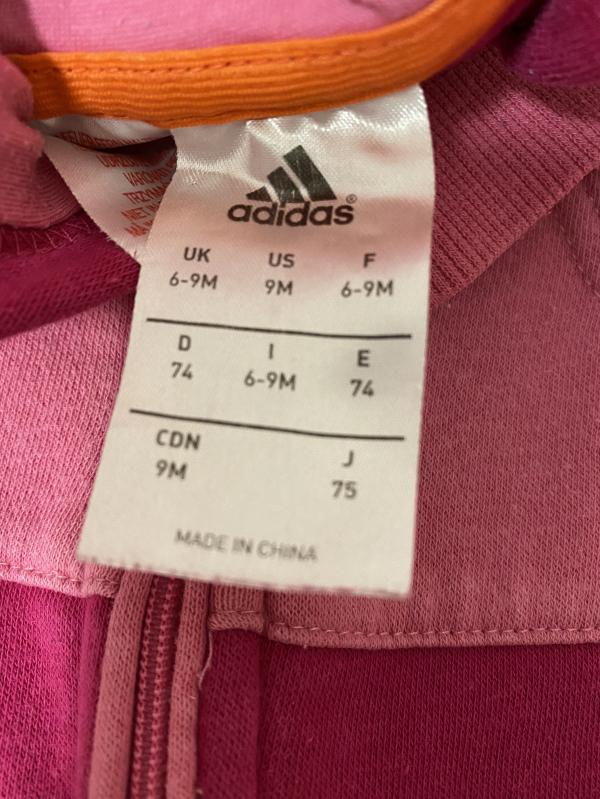 adidas®
UK US F
6-9M 9M 6-9M
D I E
74 6-9M 74
CDN J
9M 75
MADE IN CHINA